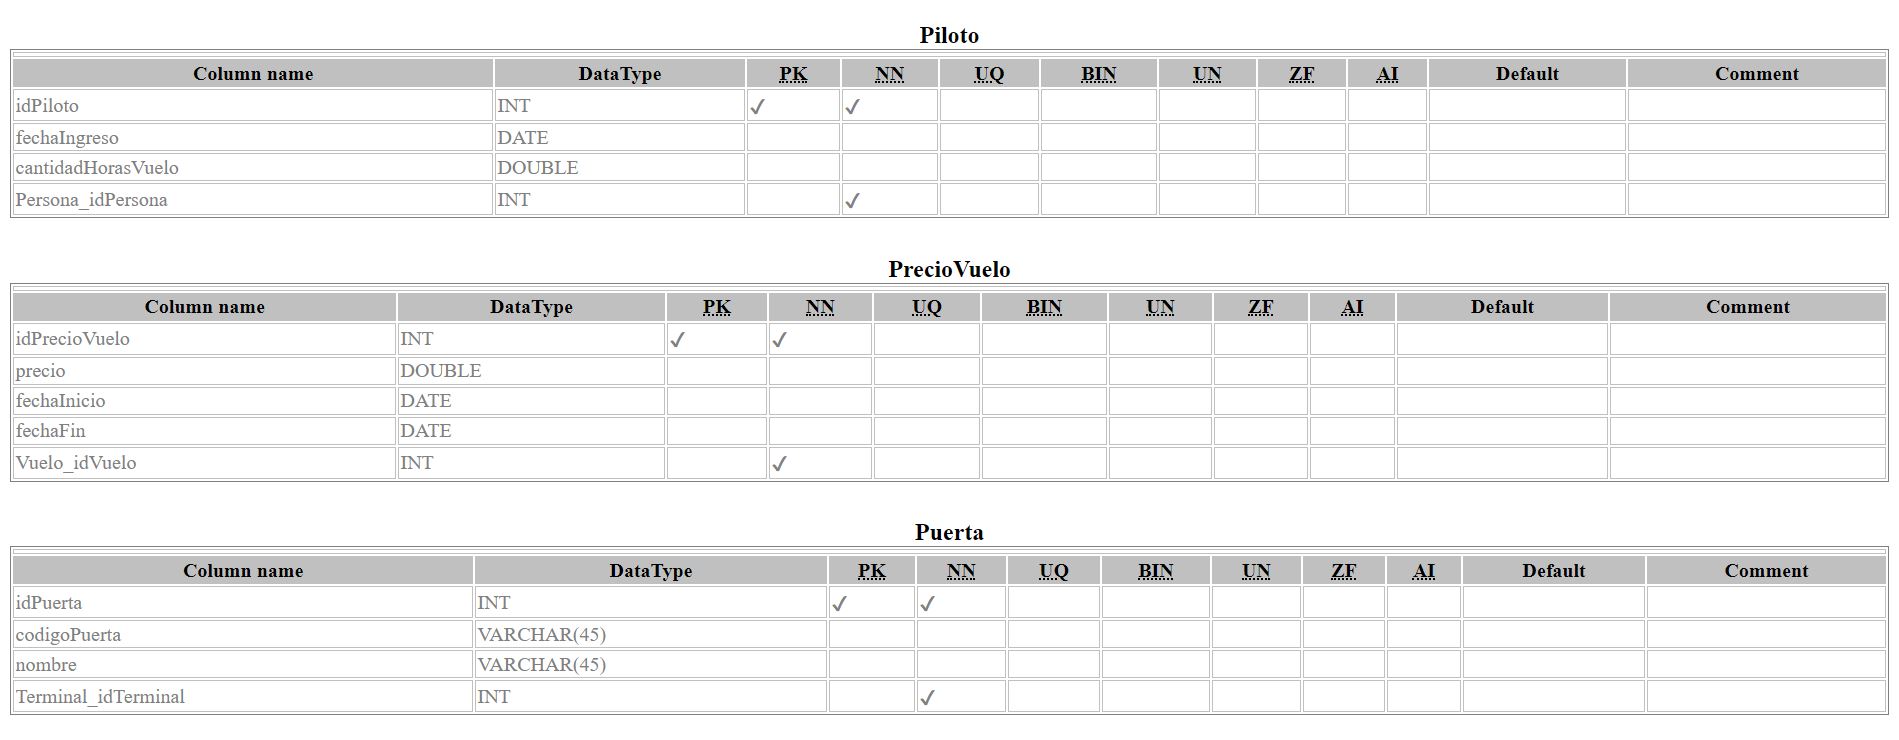 Piloto
Column name DataType PK NN UQ BIN UN ZF AI Default Comment
idPiloto INT ✓ ✓
fechaIngreso DATE
cantidadHorasVuelo DOUBLE
Persona_idPersona INT ✓
PrecioVuelo
Column name DataType PK NN UQ BIN UN ZF AI Default Comment
idPrecioVuelo INT ✓ ✓
precio DOUBLE
fechaInicio DATE
fechaFin DATE
Vuelo_idVuelo INT ✓
Puerta
Column name DataType PK NN UQ BIN UN ZF AI Default Comment
idPuerta INT ✓ ✓
codigoPuerta VARCHAR(45)
nombre VARCHAR(45)
Terminal_idTerminal INT ✓